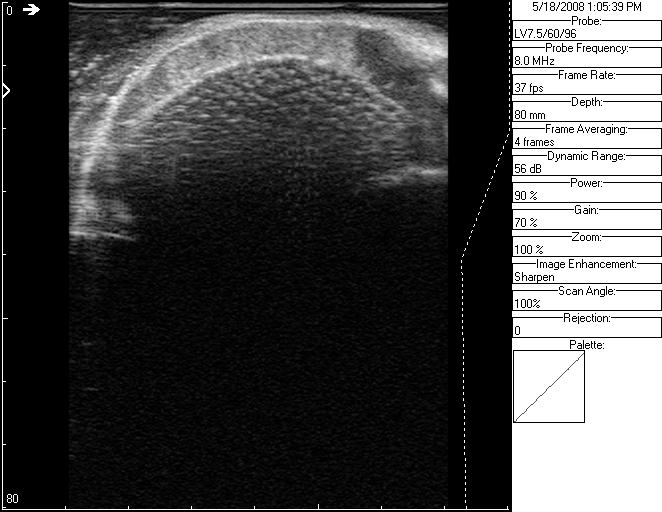 0
80
5/18/2008 1:05:39 PM
Probe:
LV7.5/60/96
Probe Frequency:
8.0 MHz
Frame Rate:
37 fps
Depth:
80 mm
Frame Averaging:
4 frames
Dynamic Range:
56 dB
Power:
90 %
Gain:
70 %
Zoom:
100 %
Image Enhancement:
Sharpen
Scan Angle:
100%
Rejection:
0
Palette: